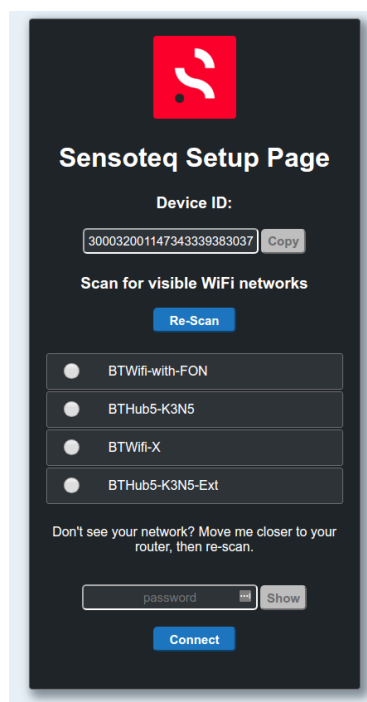 Sensoteq Setup Page
Device ID:
300032001147343339383037 Copy
Scan for visible WiFi networks
Re-Scan
BTWifi-with-FON
BTHub5-K3N5
BTWifi-X
BTHub5-K3N5-Ext
Don't see your network? Move me closer to your
router, then re-scan.
password Show
Connect